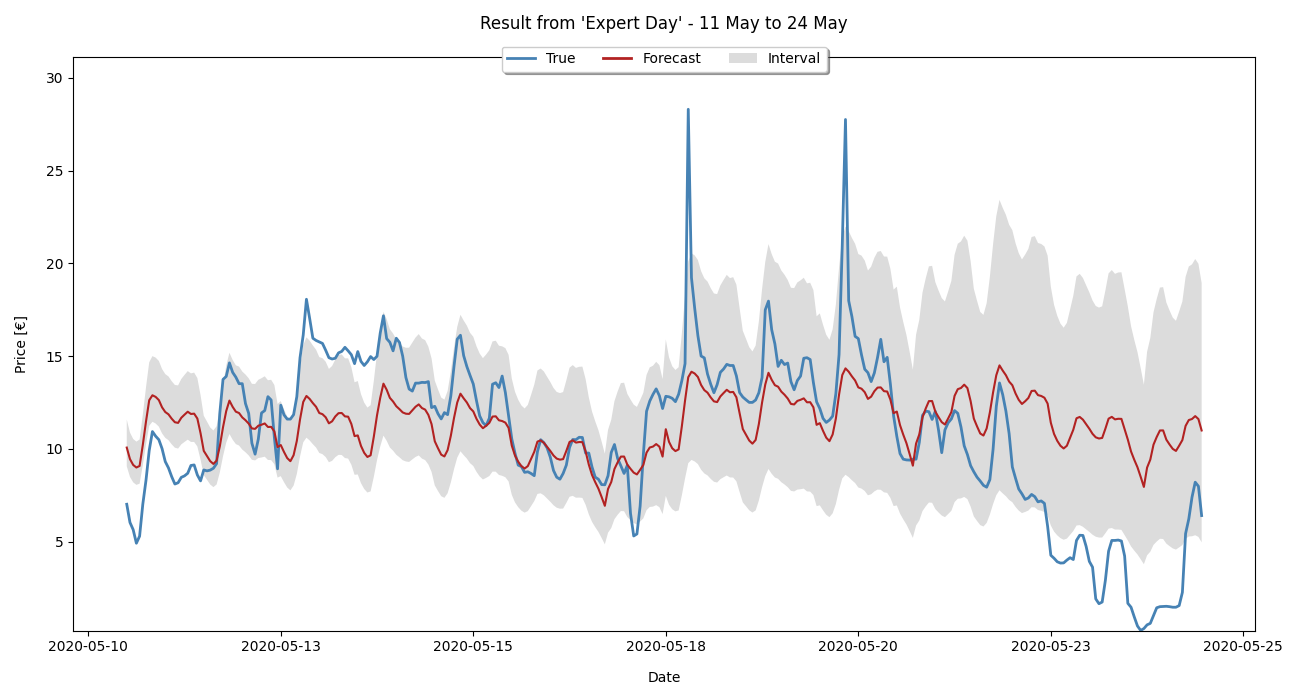 Result from 'Expert Day' - 11 May to 24 May
True Forecast Interval
30
25
20
15
10
5
Price [€]
2020-05-10 2020-05-13 2020-05-15 2020-05-18 2020-05-20 2020-05-23 2020-05-25
Date